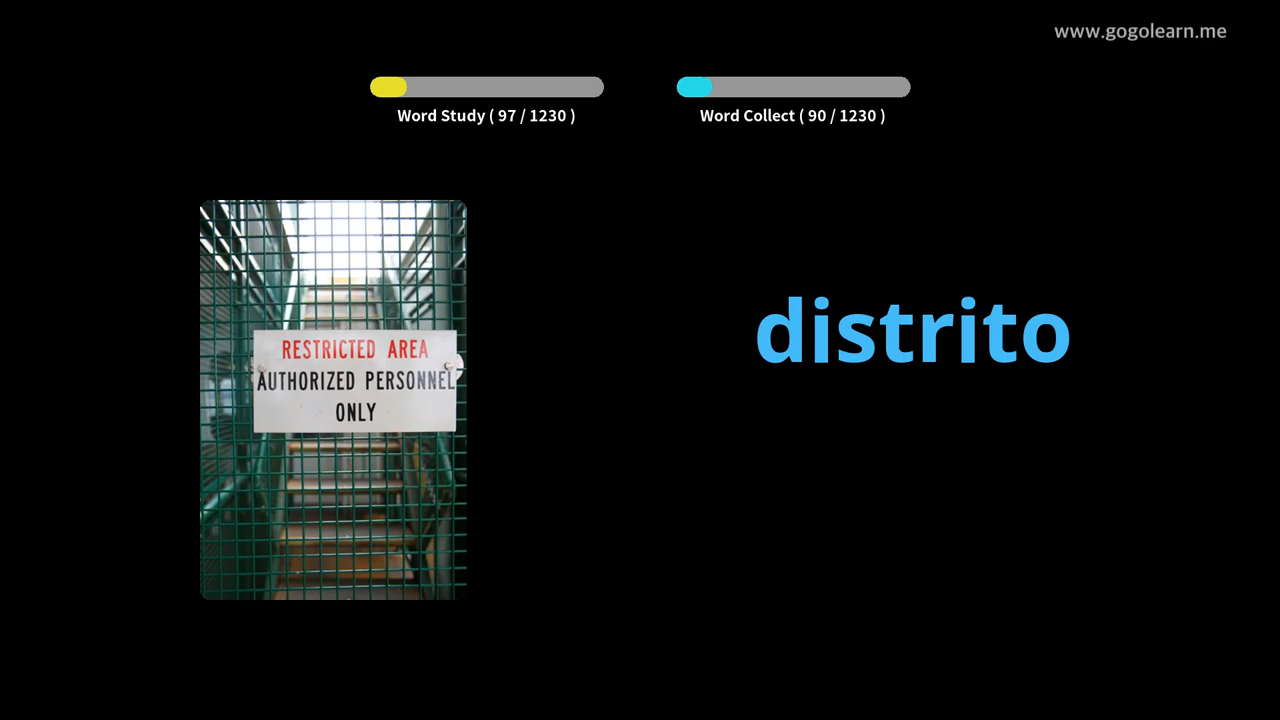 www.gogolearn.me
Word Study ( 97 / 1230 )
Word Collect ( 90 / 1230 )
RESTRICTED AREA
AUTHORIZED PERSONNEL
ONLY
distrito